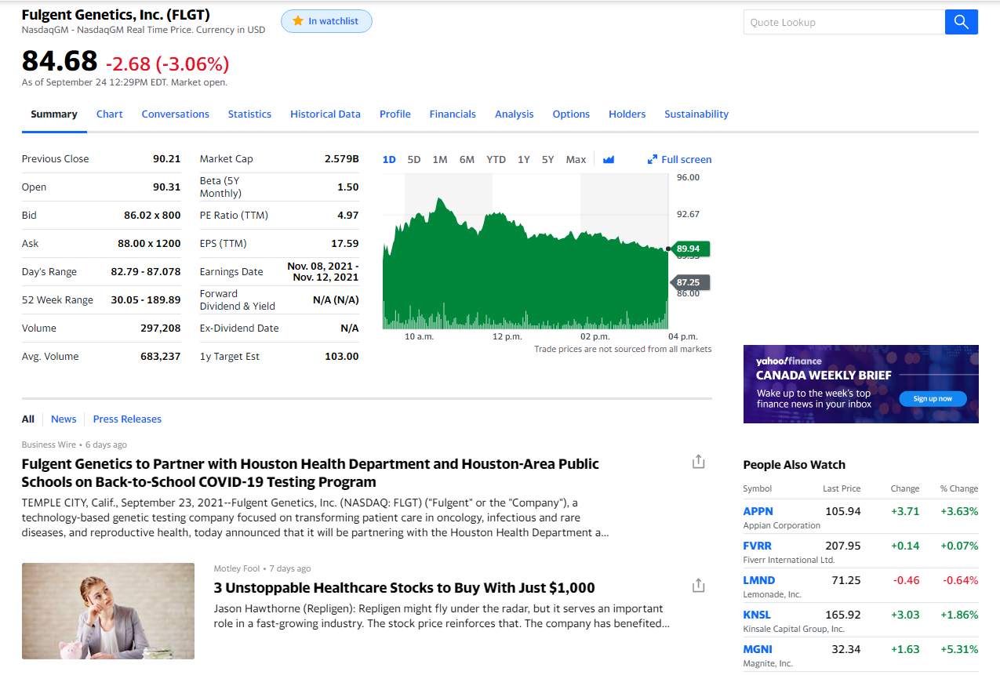 Fulgent Genetics, Inc. (FLGT)
NasdaqGM - NasdaqGM Real Time Price. Currency in USD
In watchlist
Quote Lookup
84.68 -2.68 (-3.06%)
As of September 24 12:29PM EDT. Market open.
Summary Chart Conversations Statistics Historical Data Profile Financials Analysis Options Holders Sustainability
Previous Close 90.21
Open 90.31
Bid 86.02 x 800
Ask 88.00 x 1200
Day's Range 82.79 - 87.078
52 Week Range 30.05 - 189.89
Volume 297,208
Avg. Volume 683,237
Market Cap 2.579B
Beta (5Y
Monthly) 1.50
PE Ratio (TTM) 4.97
EPS (TTM) 17.59
Earnings Date Nov. 08, 2021 -
Nov. 12, 2021
Forward
Dividend & Yield N/A (N/A)
Ex-Dividend Date N/A
1y Target Est 103.00
1D 5D 1M 6M YTD 1Y 5Y Max Full screen
96.00
92.67
89.94
89.33
87.25
86.00
10 a.m. 12 p.m. 02 p.m. 04 p.m.
Trade prices are not sourced from all markets
yahoo!finance
CANADA WEEKLY BRIEF
Wake up to the week's top
finance news in your inbox
Sign up now
All News Press Releases
Business Wire • 6 days ago
Fulgent Genetics to Partner with Houston Health Department and Houston-Area Public
Schools on Back-to-School COVID-19 Testing Program
TEMPLE CITY, Calif., September 23, 2021--Fulgent Genetics, Inc. (NASDAQ: FLGT) ("Fulgent" or the "Company"), a
technology-based genetic testing company focused on transforming patient care in oncology, infectious and rare
diseases, and reproductive health, today announced that it will be partnering with the Houston Health Department a...
Motley Fool • 7 days ago
3 Unstoppable Healthcare Stocks to Buy With Just $1,000
Jason Hawthorne (Repligen): Repligen might fly under the radar, but it serves an important
role in a fast-growing industry. The stock price reinforces that. The company has benefited...
People Also Watch
Symbol Last Price Change % Change
APPN 105.94 +3.71 +3.63%
Appian Corporation
FVRR 207.95 +0.14 +0.07%
Fiverr International Ltd.
LMND 71.25 -0.46 -0.64%
Lemonade, Inc.
KNSL 165.92 +3.03 +1.86%
Kinsale Capital Group, Inc.
MGNI 32.34 +1.63 +5.31%
Magnite, Inc.